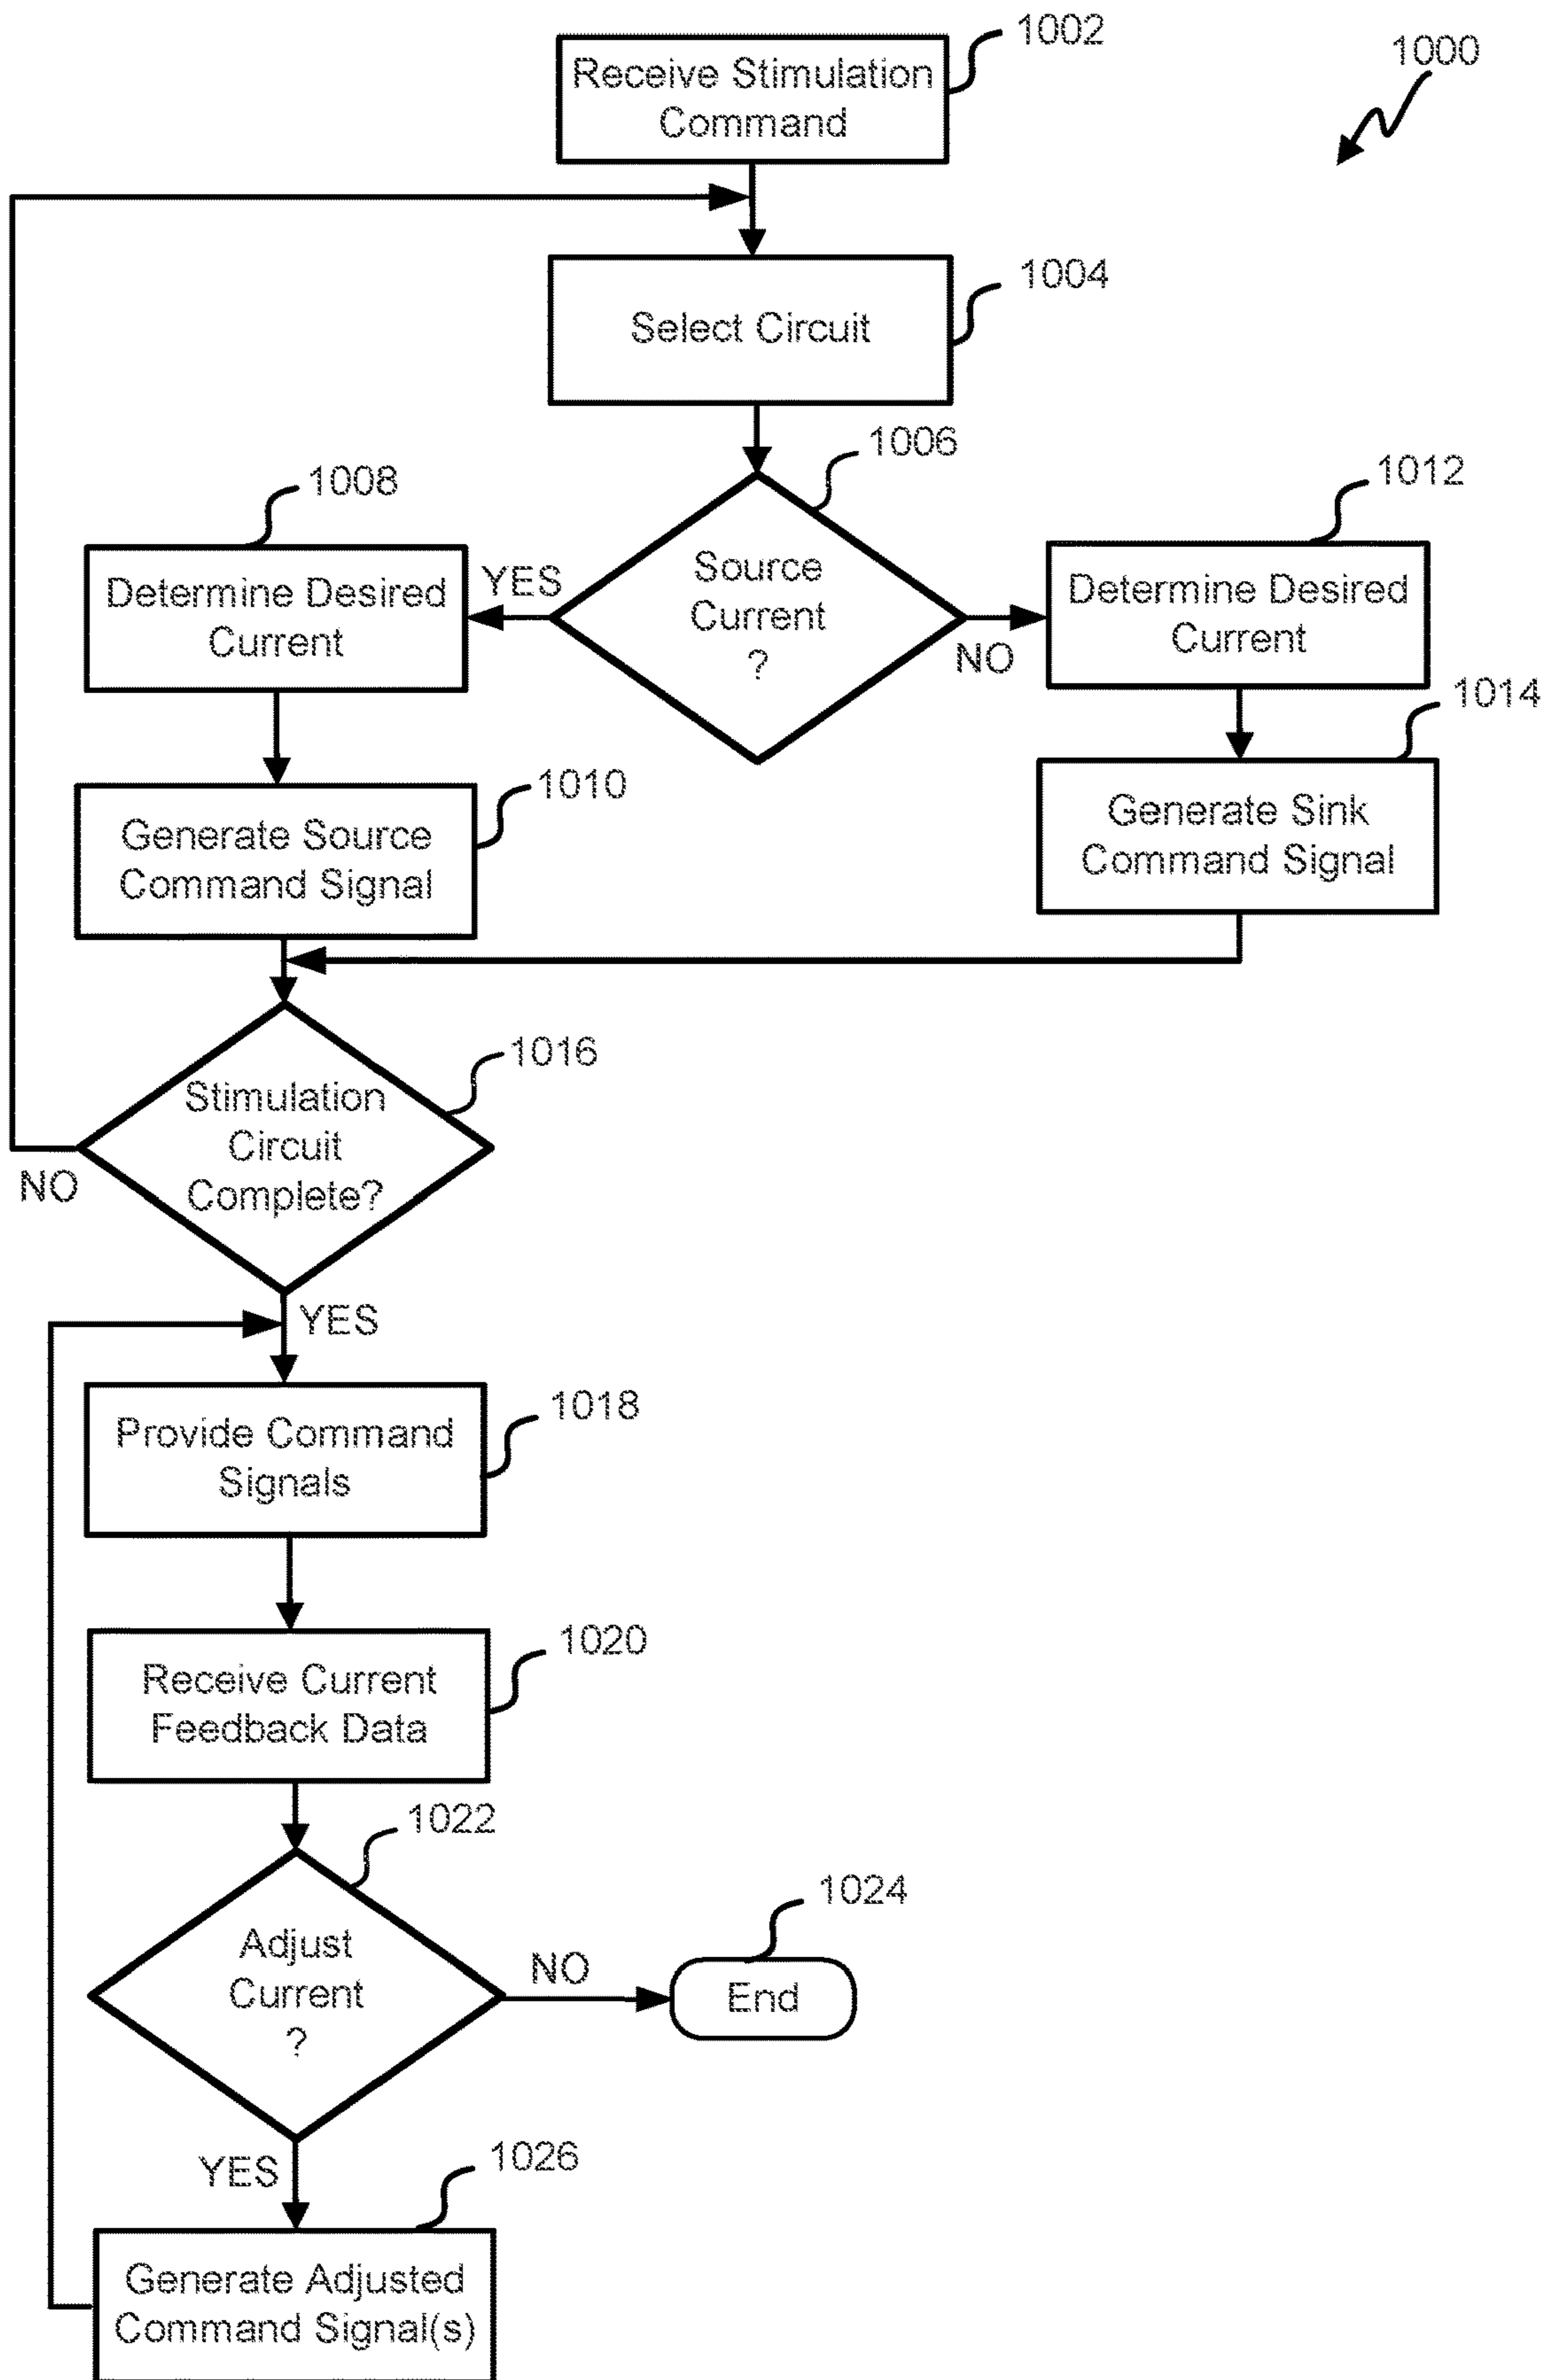 1002
1000
Receive Stimulation
Command
1004
Select Circuit
1006
1008
1012
Source
Current
?
YES
NO
Determine Desired
Current
Determine Desired
Current
1014
1010
Generate Source
Command Signal
Generate Sink
Command Signal
1016
Stimulation
Circuit
Complete?
NO
YES
1018
Provide Command
Signals
1020
Receive Current
Feedback Data
1022
Adjust
Current
?
1024
NO
End
YES
1026
Generate Adjusted
Command Signal(s)